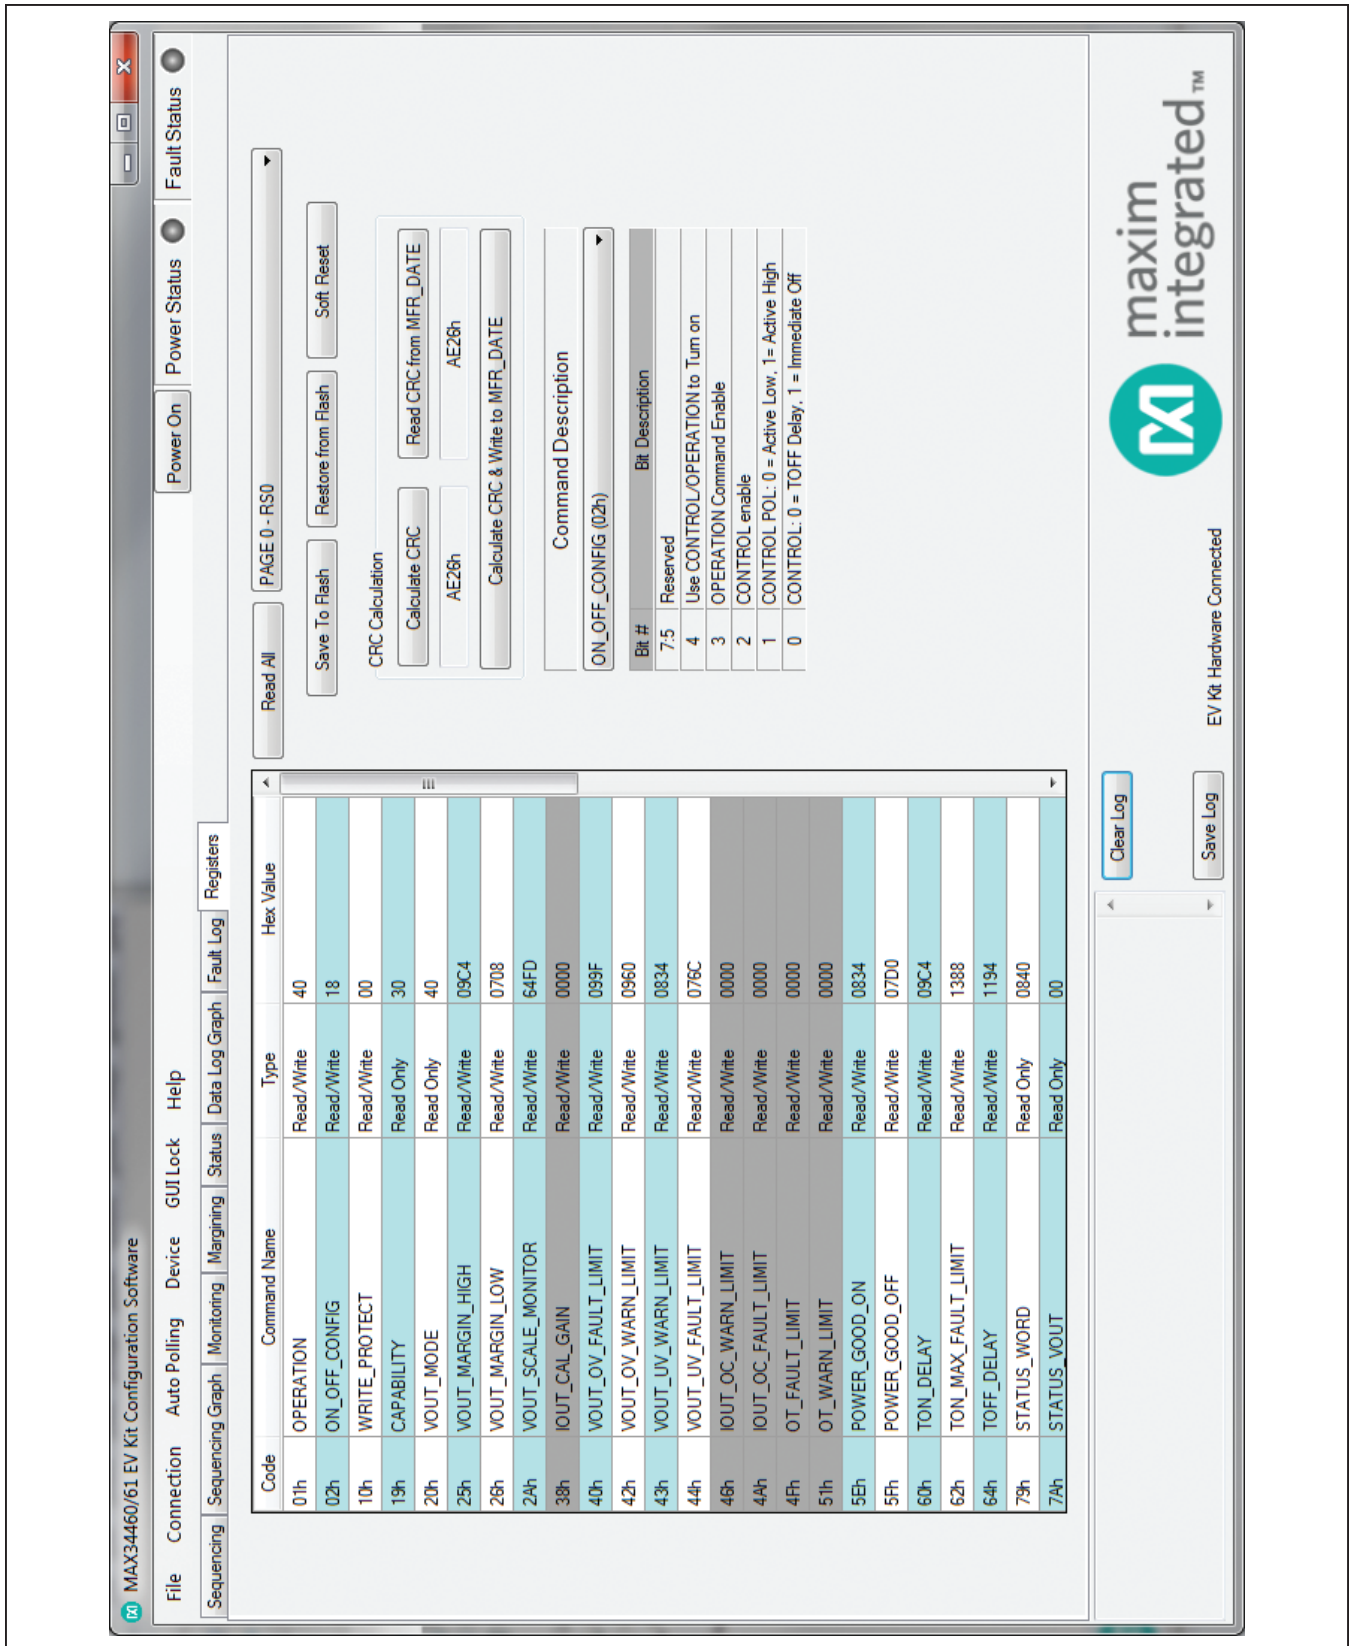 MAX34460/61 EV Kit Configuration Software
File Connection Auto Polling Device GUI Lock Help Power On Power Status Fault Status
Sequencing Sequencing Graph Monitoring Margining Status Data Log Graph Fault Log Registers
Code Command Name Type Hex Value
01h OPERATION Read/Write 40
02h ON_OFF_CONFIG Read/Write 18
10h WRITE_PROTECT Read/Write 00
19h CAPABILITY Read Only 30
20h VOUT_MODE Read Only 40
25h VOUT_MARGIN_HIGH Read/Write 09C4
26h VOUT_MARGIN_LOW Read/Write 0708
2Ah VOUT_SCALE_MONITOR Read/Write 64FD
38h IOUT_CAL_GAIN Read/Write 0000
40h VOUT_OV_FAULT_LIMIT Read/Write 099F
42h VOUT_OV_WARN_LIMIT Read/Write 0960
43h VOUT_UV_WARN_LIMIT Read/Write 0834
44h VOUT_UV_FAULT_LIMIT Read/Write 076C
46h IOUT_OC_WARN_LIMIT Read/Write 0000
4Ah IOUT_OC_FAULT_LIMIT Read/Write 0000
4Fh OT_FAULT_LIMIT Read/Write 0000
51h OT_WARN_LIMIT Read/Write 0000
5Eh POWER_GOOD_ON Read/Write 0834
5Fh POWER_GOOD_OFF Read/Write 07D0
60h TON_DELAY Read/Write 09C4
62h TON_MAX_FAULT_LIMIT Read/Write 1388
64h TOFF_DELAY Read/Write 1194
79h STATUS_WORD Read Only 0840
7Ah STATUS_VOUT Read Only 00
Read All PAGE 0 - RS0
Save To Flash Restore from Flash Soft Reset
CRC Calculation
Calculate CRC Read CRC from MFR_DATE
AE26h AE26h
Calculate CRC & Write to MFR_DATE
Command Description
ON_OFF_CONFIG (02h)
Bit # Bit Description
7:5 Reserved
4 Use CONTROL/OPERATION to Turn on
3 OPERATION Command Enable
2 CONTROL enable
1 CONTROL POL: 0 = Active Low, 1= Active High
0 CONTROL: 0 = TOFF Delay, 1 = Immediate Off
Clear Log
Save Log
EV Kit Hardware Connected
maxim
integrated™